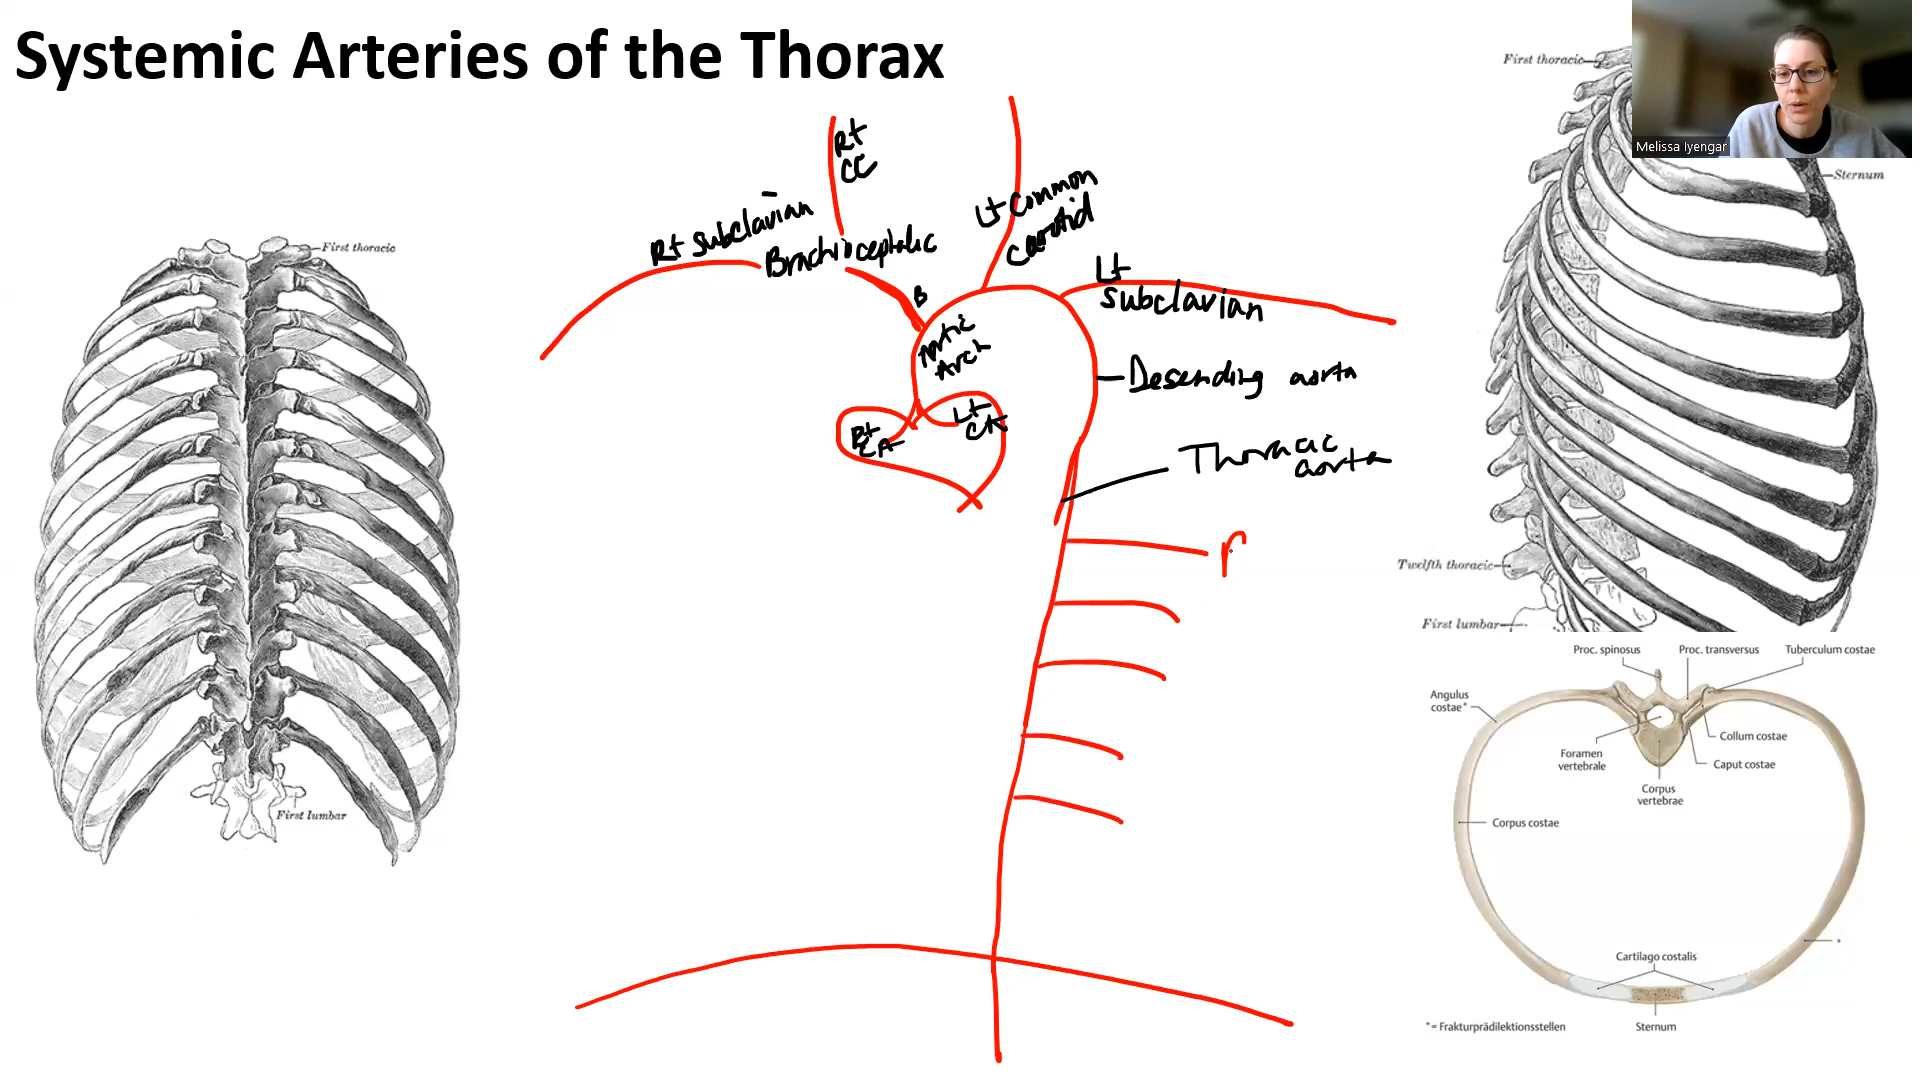 Systemic Arteries of the Thorax
First thoracic
Melissa Iyengar
Sternum
Rt
CC
Lt Common
carotid
Rt subclavian
Brachiocephalic
First thoracic
B
Lt
subclavian
Aortic
Arch
Desending aorta
Lt
CA
Rt
CA
Thoracic
aorta
r
Twelfth thoracic
First lumbar
Proc. spinosus
Proc. transversus
Tuberculum costae
Angulus
costae*
Foramen
vertebrale
Collum costae
Caput costae
Corpus
vertebrae
First lumbar
Corpus costae
*
Cartilago costalis
*= Frakturprädilektionsstellen
Sternum